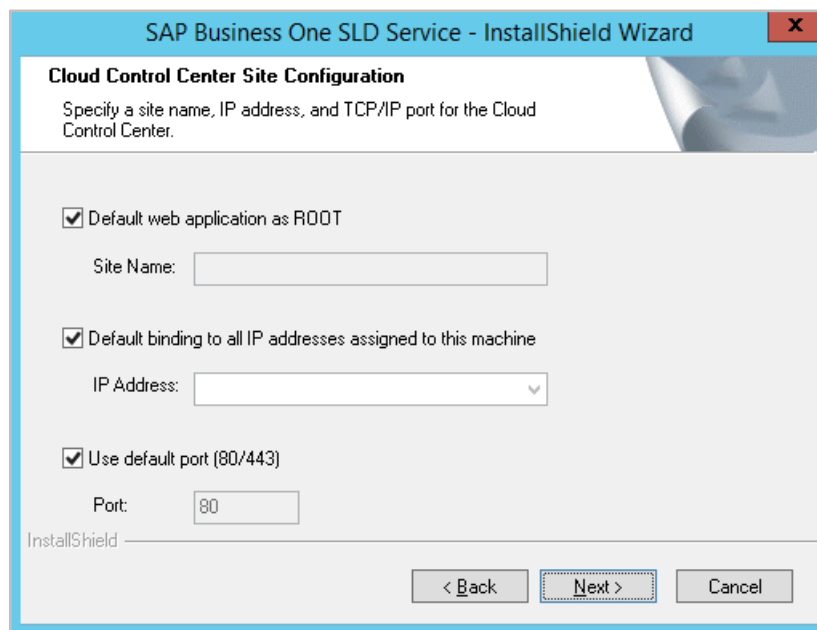 SAP Business One SLD Service - InstallShield Wizard
x
Cloud Control Center Site Configuration
Specify a site name, IP address, and TCP/IP port for the Cloud
Control Center.
Default web application as ROOT
Site Name:
Default binding to all IP addresses assigned to this machine
IP Address:
Use default port (80/443)
Port: 80
InstallShield
< Back Next > Cancel